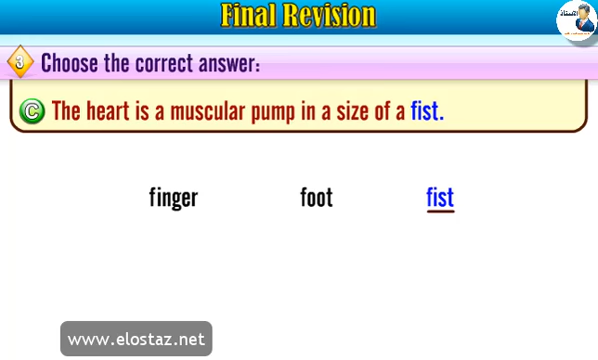 Final Revision
الأستاذ
3 Choose the correct answer:
C The heart is a muscular pump in a size of a fist.
finger foot fist
www.elostaz.net